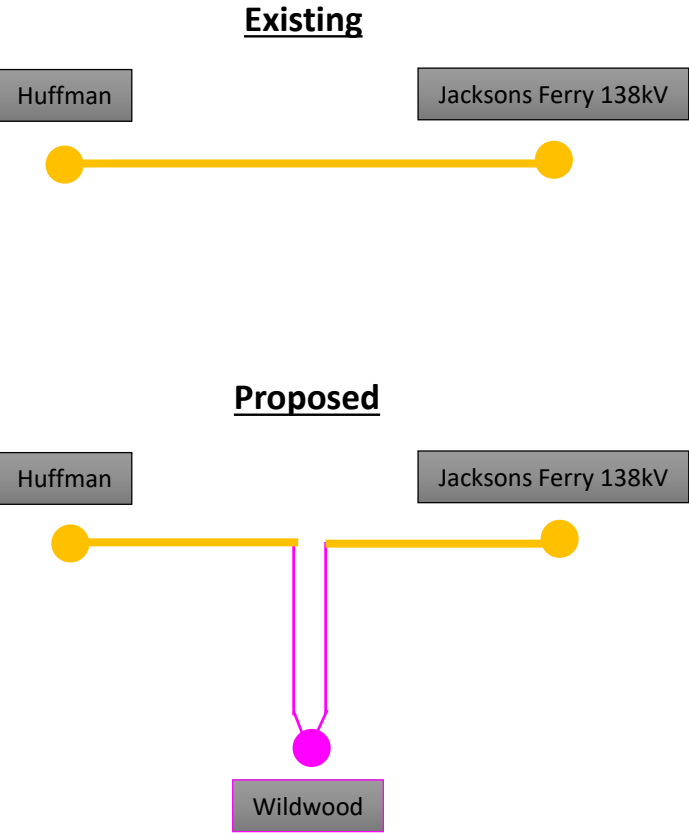 Existing
Huffman
Jacksons Ferry 138kV
Proposed
Huffman
Jacksons Ferry 138kV
Wildwood